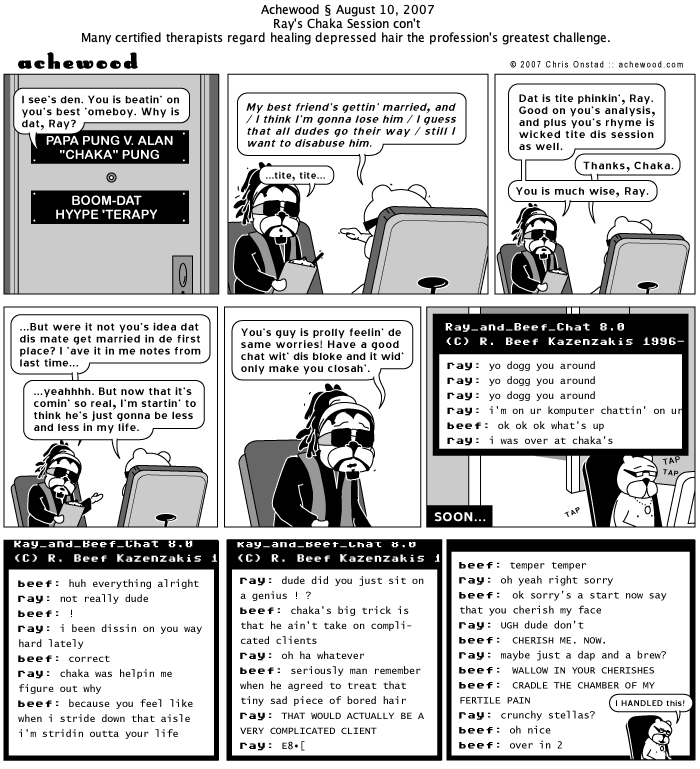 Achewood § August 10, 2007
Ray's Chaka Session con't
Many certified therapists regard healing depressed hair the profession's greatest challenge.
achewood
© 2007 Chris Onstad :: achewood.com
I see's den. You is beatin' on
you's best 'omeboy. Why is
dat, Ray?
PAPA PUNG V. ALAN
"CHAKA" PUNG
BOOM-DAT
HYYPE 'TERAPY
My best friend's gettin' married, and
/ I think I'm gonna lose him / I guess
that all dudes go their way / still I
want to disabuse him.
...tite, tite...
Dat is tite phinkin', Ray.
Good on you's analysis,
and plus you's rhyme is
wicked tite dis session
as well.
Thanks, Chaka.
You is much wise, Ray.
...But were it not you's idea dat
dis mate get married in de first
place? I 'ave it in me notes from
last time...
...yeahhhh. But now that it's
comin' so real, I'm startin' to
think he's just gonna be less
and less in my life.
You's guy is prolly feelin' de
same worries! Have a good
chat wit' dis bloke and it wid'
only make you closah'.
Ray_and_Beef_Chat 8.0
(C) R. Beef Kazenzakis 1996-
ray: yo dogg you around
ray: yo dogg you around
ray: yo dogg you around
ray: i'm on ur komputer chattin' on ur
beef: ok ok ok what's up
ray: i was over at chaka's
TAP
TAP
TAP
SOON...
Ray_and_Beef_Chat 8.0
(C) R. Beef Kazenzakis 1
beef: huh everything alright
ray: not really dude
beef: !
ray: i been dissin on you way
hard lately
beef: correct
ray: chaka was helpin me
figure out why
beef: because you feel like
when i stride down that aisle
i'm stridin outta your life
Ray_and_Beef_Chat 8.0
(C) R. Beef Kazenzakis 1
ray: dude did you just sit on
a genius ! ?
beef: chaka's big trick is
that he ain't take on compli-
cated clients
ray: oh ha whatever
beef: seriously man remember
when he agreed to treat that
tiny sad piece of bored hair
ray: THAT WOULD ACTUALLY BE A
VERY COMPLICATED CLIENT
ray: E8•[
beef: temper temper
ray: oh yeah right sorry
beef: ok sorry's a start now say
that you cherish my face
ray: UGH dude don't
beef: CHERISH ME. NOW.
ray: maybe just a dap and a brew?
beef: WALLOW IN YOUR CHERISHES
beef: CRADLE THE CHAMBER OF MY
FERTILE PAIN
ray: crunchy stellas?
beef: oh nice
beef: over in 2
I HANDLED this!